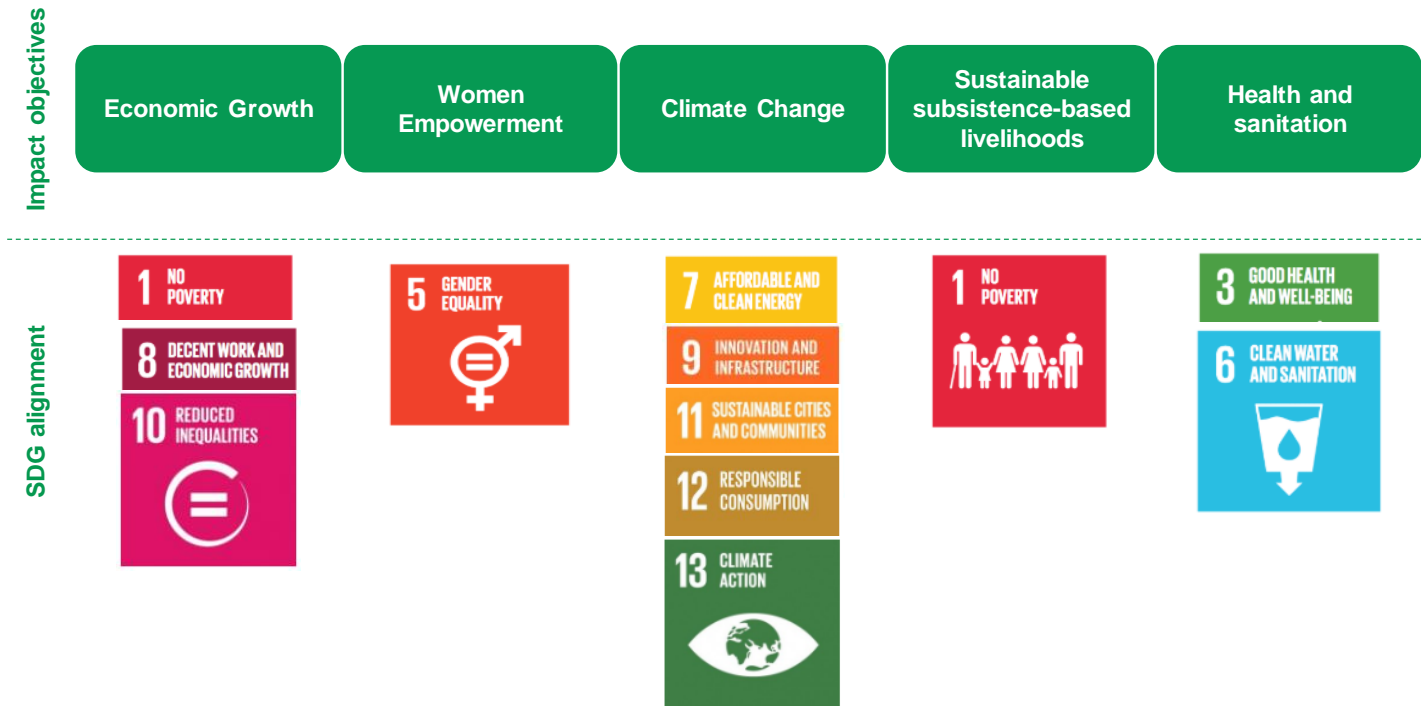 Impact objectives
Economic Growth
Women
Empowerment
Climate Change
Sustainable
subsistence-based
livelihoods
Health and
sanitation
SDG alignment
1 NO
POVERTY
8 DECENT WORK AND
ECONOMIC GROWTH
10 REDUCED
INEQUALITIES
5 GENDER
EQUALITY
7 AFFORDABLE AND
CLEAN ENERGY
9 INNOVATION AND
INFRASTRUCTURE
11 SUSTAINABLE CITIES
AND COMMUNITIES
12 RESPONSIBLE
CONSUMPTION
13 CLIMATE
ACTION
1 NO
POVERTY
3 GOOD HEALTH
AND WELL-BEING
6 CLEAN WATER
AND SANITATION